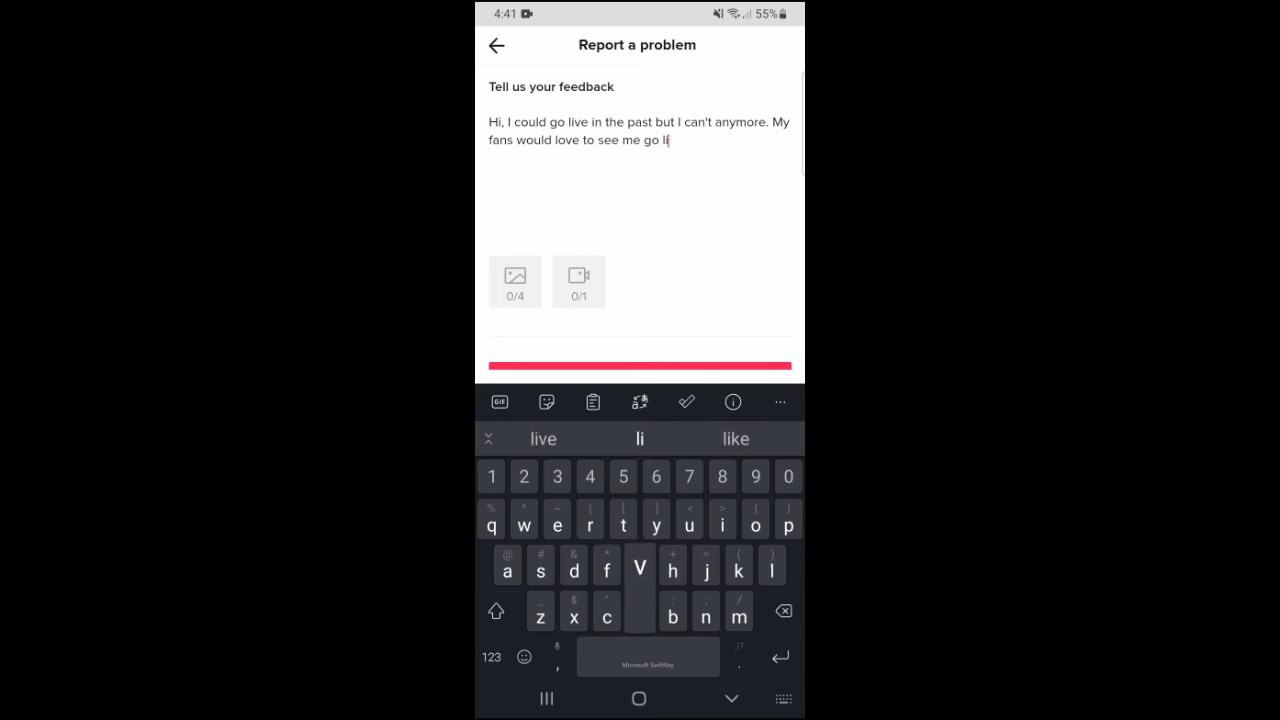 4:41 55%
Report a problem
Tell us your feedback
Hi, I could go live in the past but I can't anymore. My
fans would love to see me go li
0/4 0/1
GIF
live li like
1 2 3 4 5 6 7 8 9 0
% ^ ~ | [ ] < > { }
q w e r t y u i o p
@ # & * + = ( )
a s d f V h j k l
_ $ " : ; /
z x c b n m
123 , Microsoft SwiftKey ,!? .